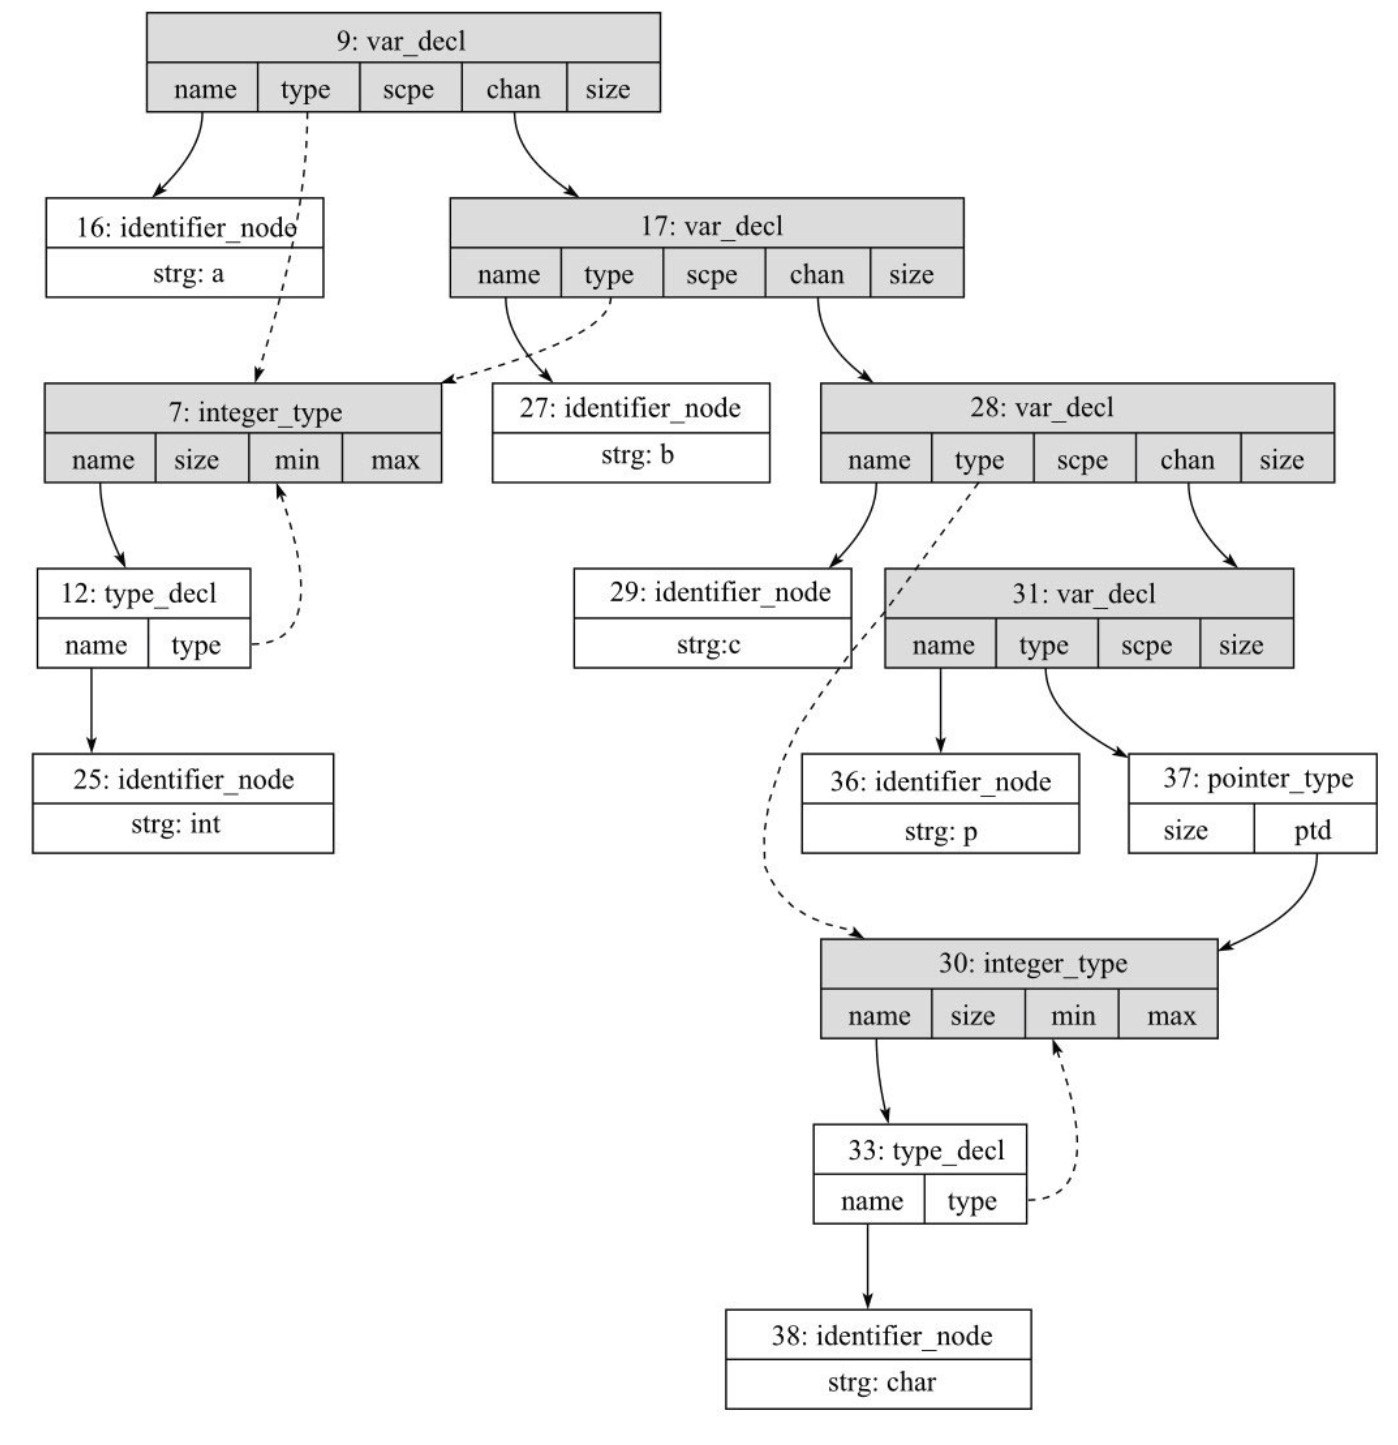 9: var_decl
name type scpe chan size
16: identifier_node
strg: a
17: var_decl
name type scpe chan size
7: integer_type
name size min max
27: identifier_node
strg: b
28: var_decl
name type scpe chan size
12: type_decl
name type
29: identifier_node
strg:c
31: var_decl
name type scpe size
25: identifier_node
strg: int
36: identifier_node
strg: p
37: pointer_type
size ptd
30: integer_type
name size min max
33: type_decl
name type
38: identifier_node
strg: char